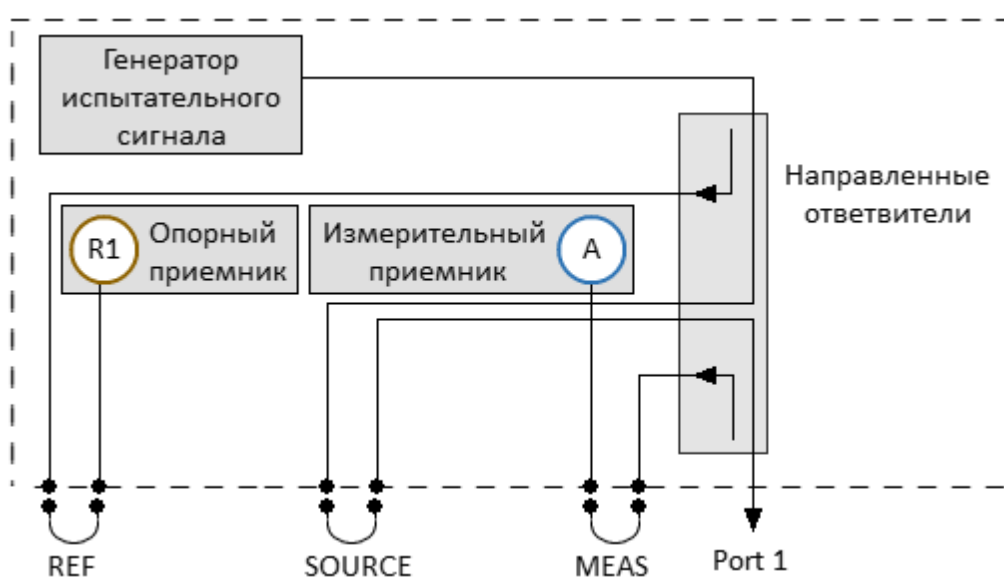 Генератор
испытательного
сигнала
Направленные
ответвители
R1
Опорный
приемник
Измерительный
приемник
A
REF
SOURCE
MEAS
Port 1